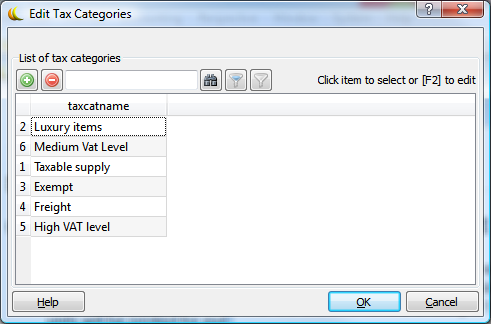 Edit Tax Categories
List of tax categories
Click item to select or [F2] to edit
taxcatname
2 Luxury items
6 Medium Vat Level
1 Taxable supply
3 Exempt
4 Freight
5 High VAT level
Help OK Cancel